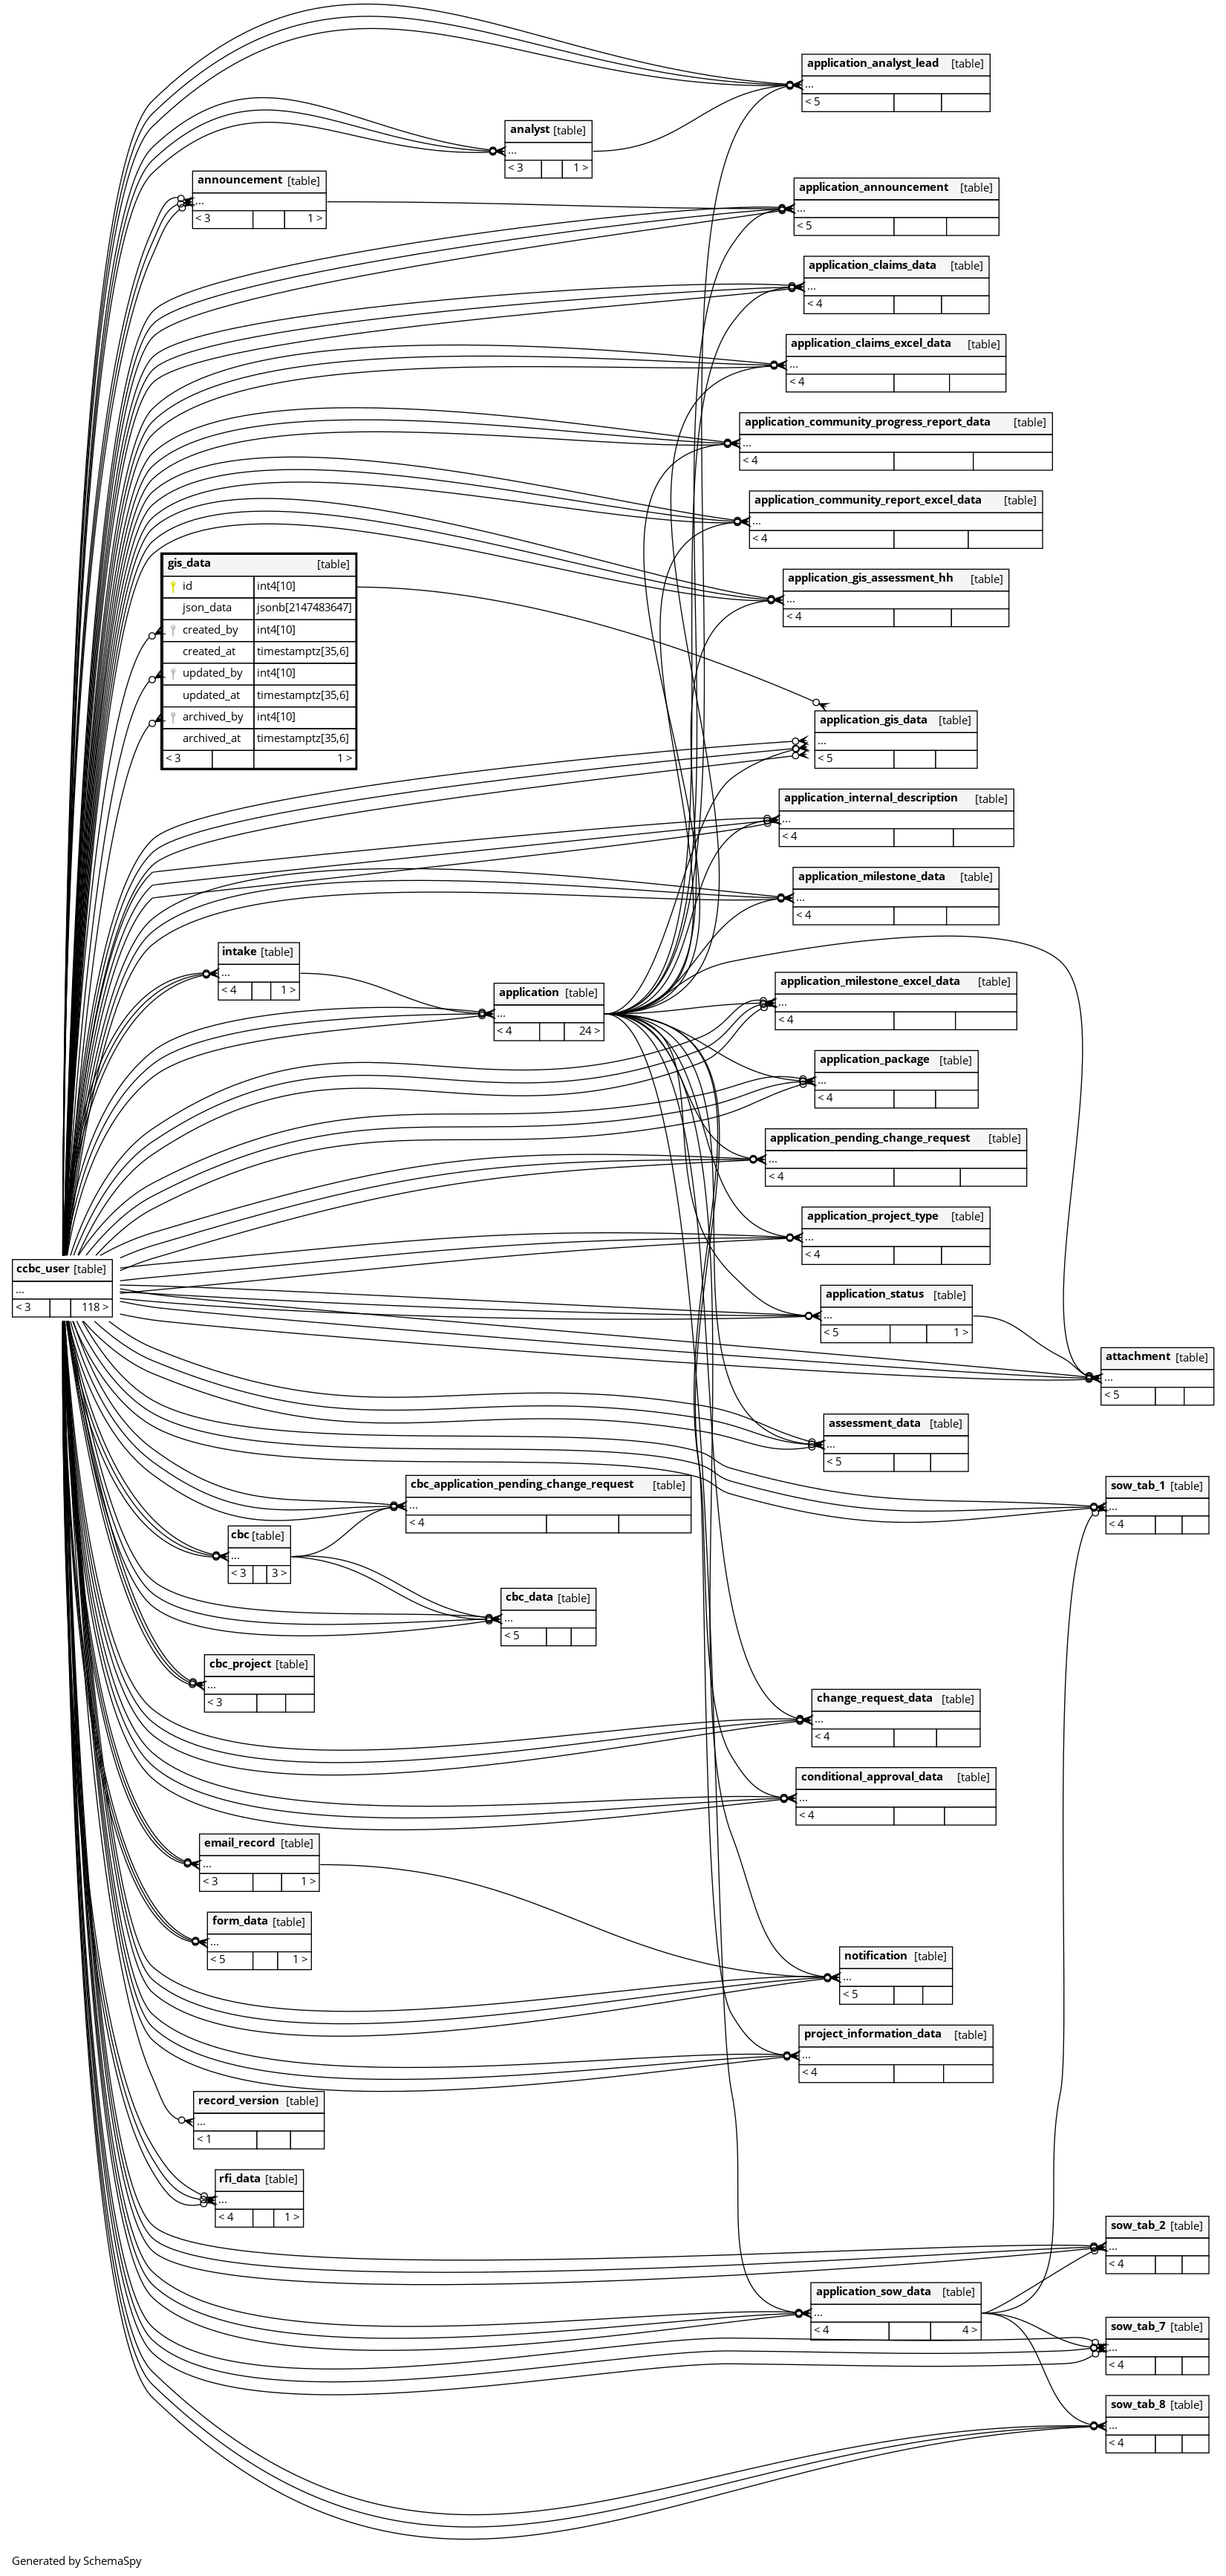 application_analyst_lead [table]
...
< 5
analyst [table]
...
< 3 1 >
announcement [table]
...
< 3 1 >
application_announcement [table]
...
< 5
application_claims_data [table]
...
< 4
application_claims_excel_data [table]
...
< 4
application_community_progress_report_data [table]
...
< 4
application_community_report_excel_data [table]
...
< 4
gis_data [table]
id int4[10]
json_data jsonb[2147483647]
created_by int4[10]
created_at timestamptz[35,6]
updated_by int4[10]
updated_at timestamptz[35,6]
archived_by int4[10]
archived_at timestamptz[35,6]
< 3 1 >
application_gis_assessment_hh [table]
...
< 4
application_gis_data [table]
...
< 5
application_internal_description [table]
...
< 4
application_milestone_data [table]
...
< 4
intake [table]
...
< 4 1 >
application [table]
...
< 4 24 >
application_milestone_excel_data [table]
...
< 4
application_package [table]
...
< 4
application_pending_change_request [table]
...
< 4
application_project_type [table]
...
< 4
ccbc_user [table]
...
< 3 118 >
application_status [table]
...
< 5 1 >
attachment [table]
...
< 5
assessment_data [table]
...
< 5
cbc_application_pending_change_request [table]
...
< 4
sow_tab_1 [table]
...
< 4
cbc [table]
...
< 3 3 >
cbc_data [table]
...
< 5
cbc_project [table]
...
< 3
change_request_data [table]
...
< 4
conditional_approval_data [table]
...
< 4
email_record [table]
...
< 3 1 >
form_data [table]
...
< 5 1 >
notification [table]
...
< 5
project_information_data [table]
...
< 4
record_version [table]
...
< 1
rfi_data [table]
...
< 4 1 >
sow_tab_2 [table]
...
< 4
application_sow_data [table]
...
< 4 4 >
sow_tab_7 [table]
...
< 4
sow_tab_8 [table]
...
< 4
Generated by SchemaSpy